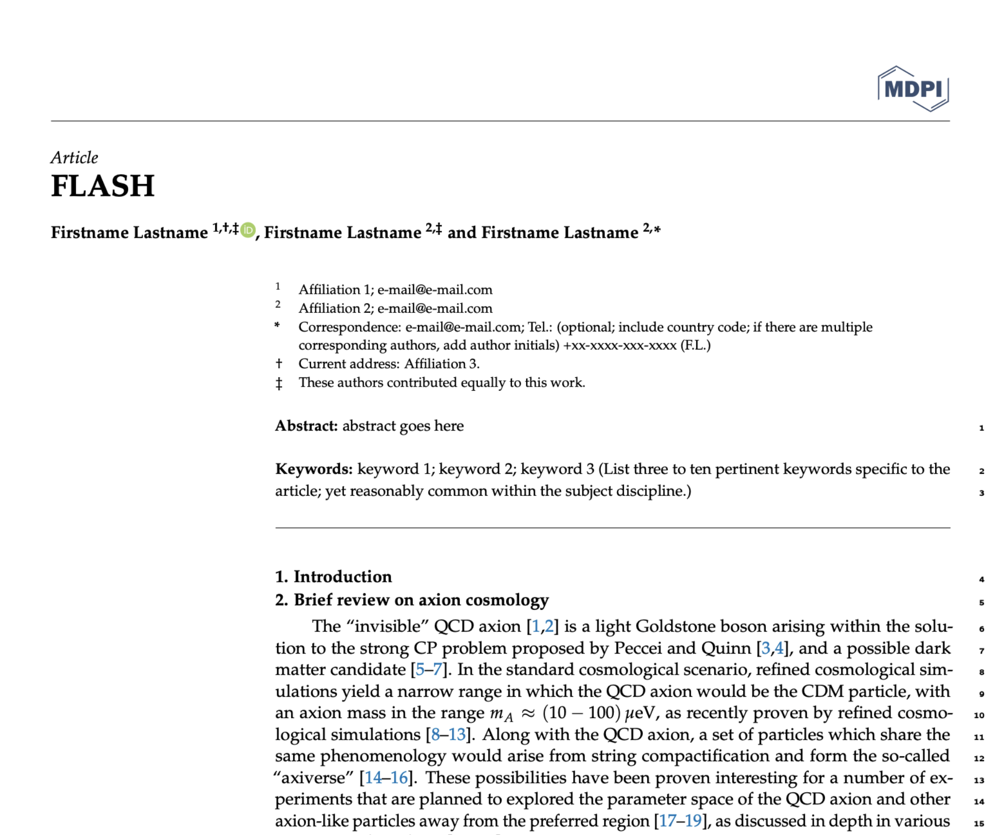 MDPI
Article
FLASH
Firstname Lastname 1,†,‡ iD, Firstname Lastname 2,‡ and Firstname Lastname 2,*
1 Affiliation 1; e-mail@e-mail.com
2 Affiliation 2; e-mail@e-mail.com
* Correspondence: e-mail@e-mail.com; Tel.: (optional; include country code; if there are multiple
corresponding authors, add author initials) +xx-xxxx-xxx-xxxx (F.L.)
† Current address: Affiliation 3.
‡ These authors contributed equally to this work.
Abstract: abstract goes here 1
Keywords: keyword 1; keyword 2; keyword 3 (List three to ten pertinent keywords specific to the 2
article; yet reasonably common within the subject discipline.) 3
1. Introduction 4
2. Brief review on axion cosmology 5
The “invisible” QCD axion [1,2] is a light Goldstone boson arising within the solu- 6
tion to the strong CP problem proposed by Peccei and Quinn [3,4], and a possible dark 7
matter candidate [5–7]. In the standard cosmological scenario, refined cosmological sim- 8
ulations yield a narrow range in which the QCD axion would be the CDM particle, with 9
an axion mass in the range mA ≈ (10 − 100) μeV, as recently proven by refined cosmo- 10
logical simulations [8–13]. Along with the QCD axion, a set of particles which share the 11
same phenomenology would arise from string compactification and form the so-called 12
“axiverse” [14–16]. These possibilities have been proven interesting for a number of ex- 13
periments that are planned to explored the parameter space of the QCD axion and other 14
axion-like particles away from the preferred region [17–19], as discussed in depth in various 15